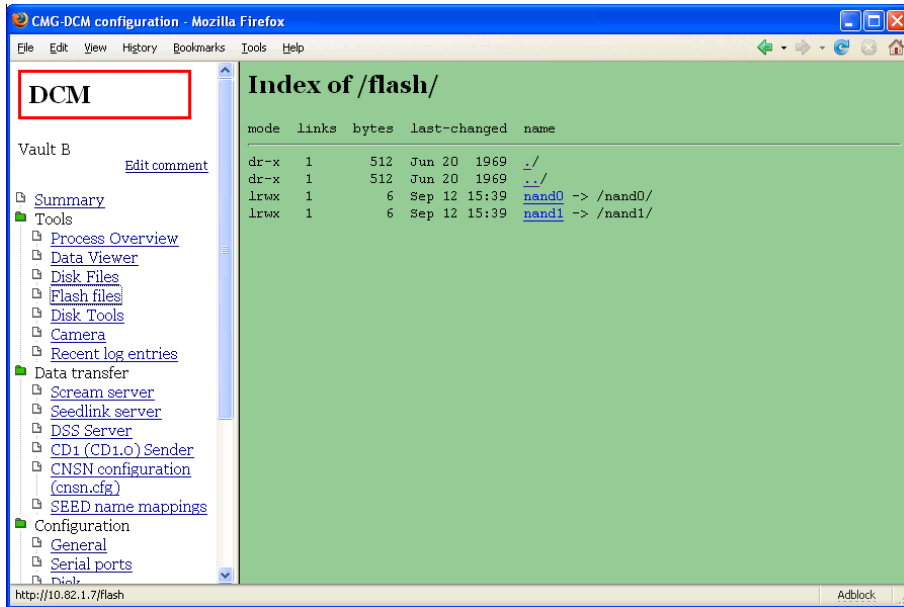 CMG-DCM configuration - Mozilla Firefox
File Edit View History Bookmarks Tools Help
DCM
Vault B
Edit comment
Summary
Tools
Process Overview
Data Viewer
Disk Files
Flash files
Disk Tools
Camera
Recent log entries
Data transfer
Scream server
Seedlink server
DSS Server
CD1 (CD1.0) Sender
CNSN configuration
(cnsn.cfg)
SEED name mappings
Configuration
General
Serial ports
Disk
Index of /flash/
mode links bytes last-changed name
dr-x 1 512 Jun 20 1969 ./
dr-x 1 512 Jun 20 1969 ../
lrwx 1 6 Sep 12 15:39 nand0 -> /nand0/
lrwx 1 6 Sep 12 15:39 nand1 -> /nand1/
http://10.82.1.7/flash
Adblock